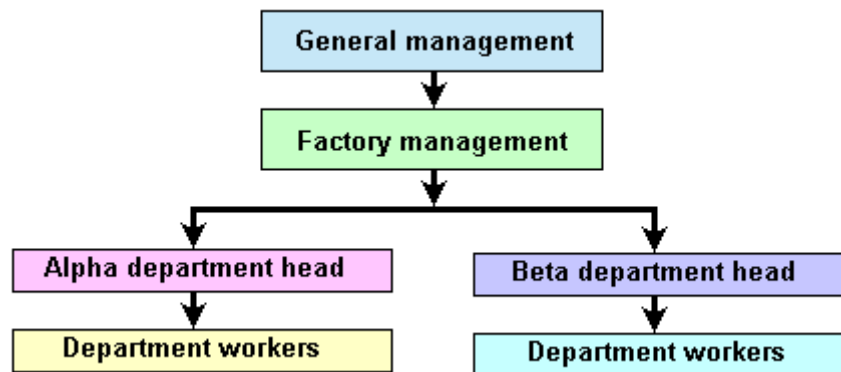 General management
Factory management
Alpha department head
Beta department head
Department workers
Department workers